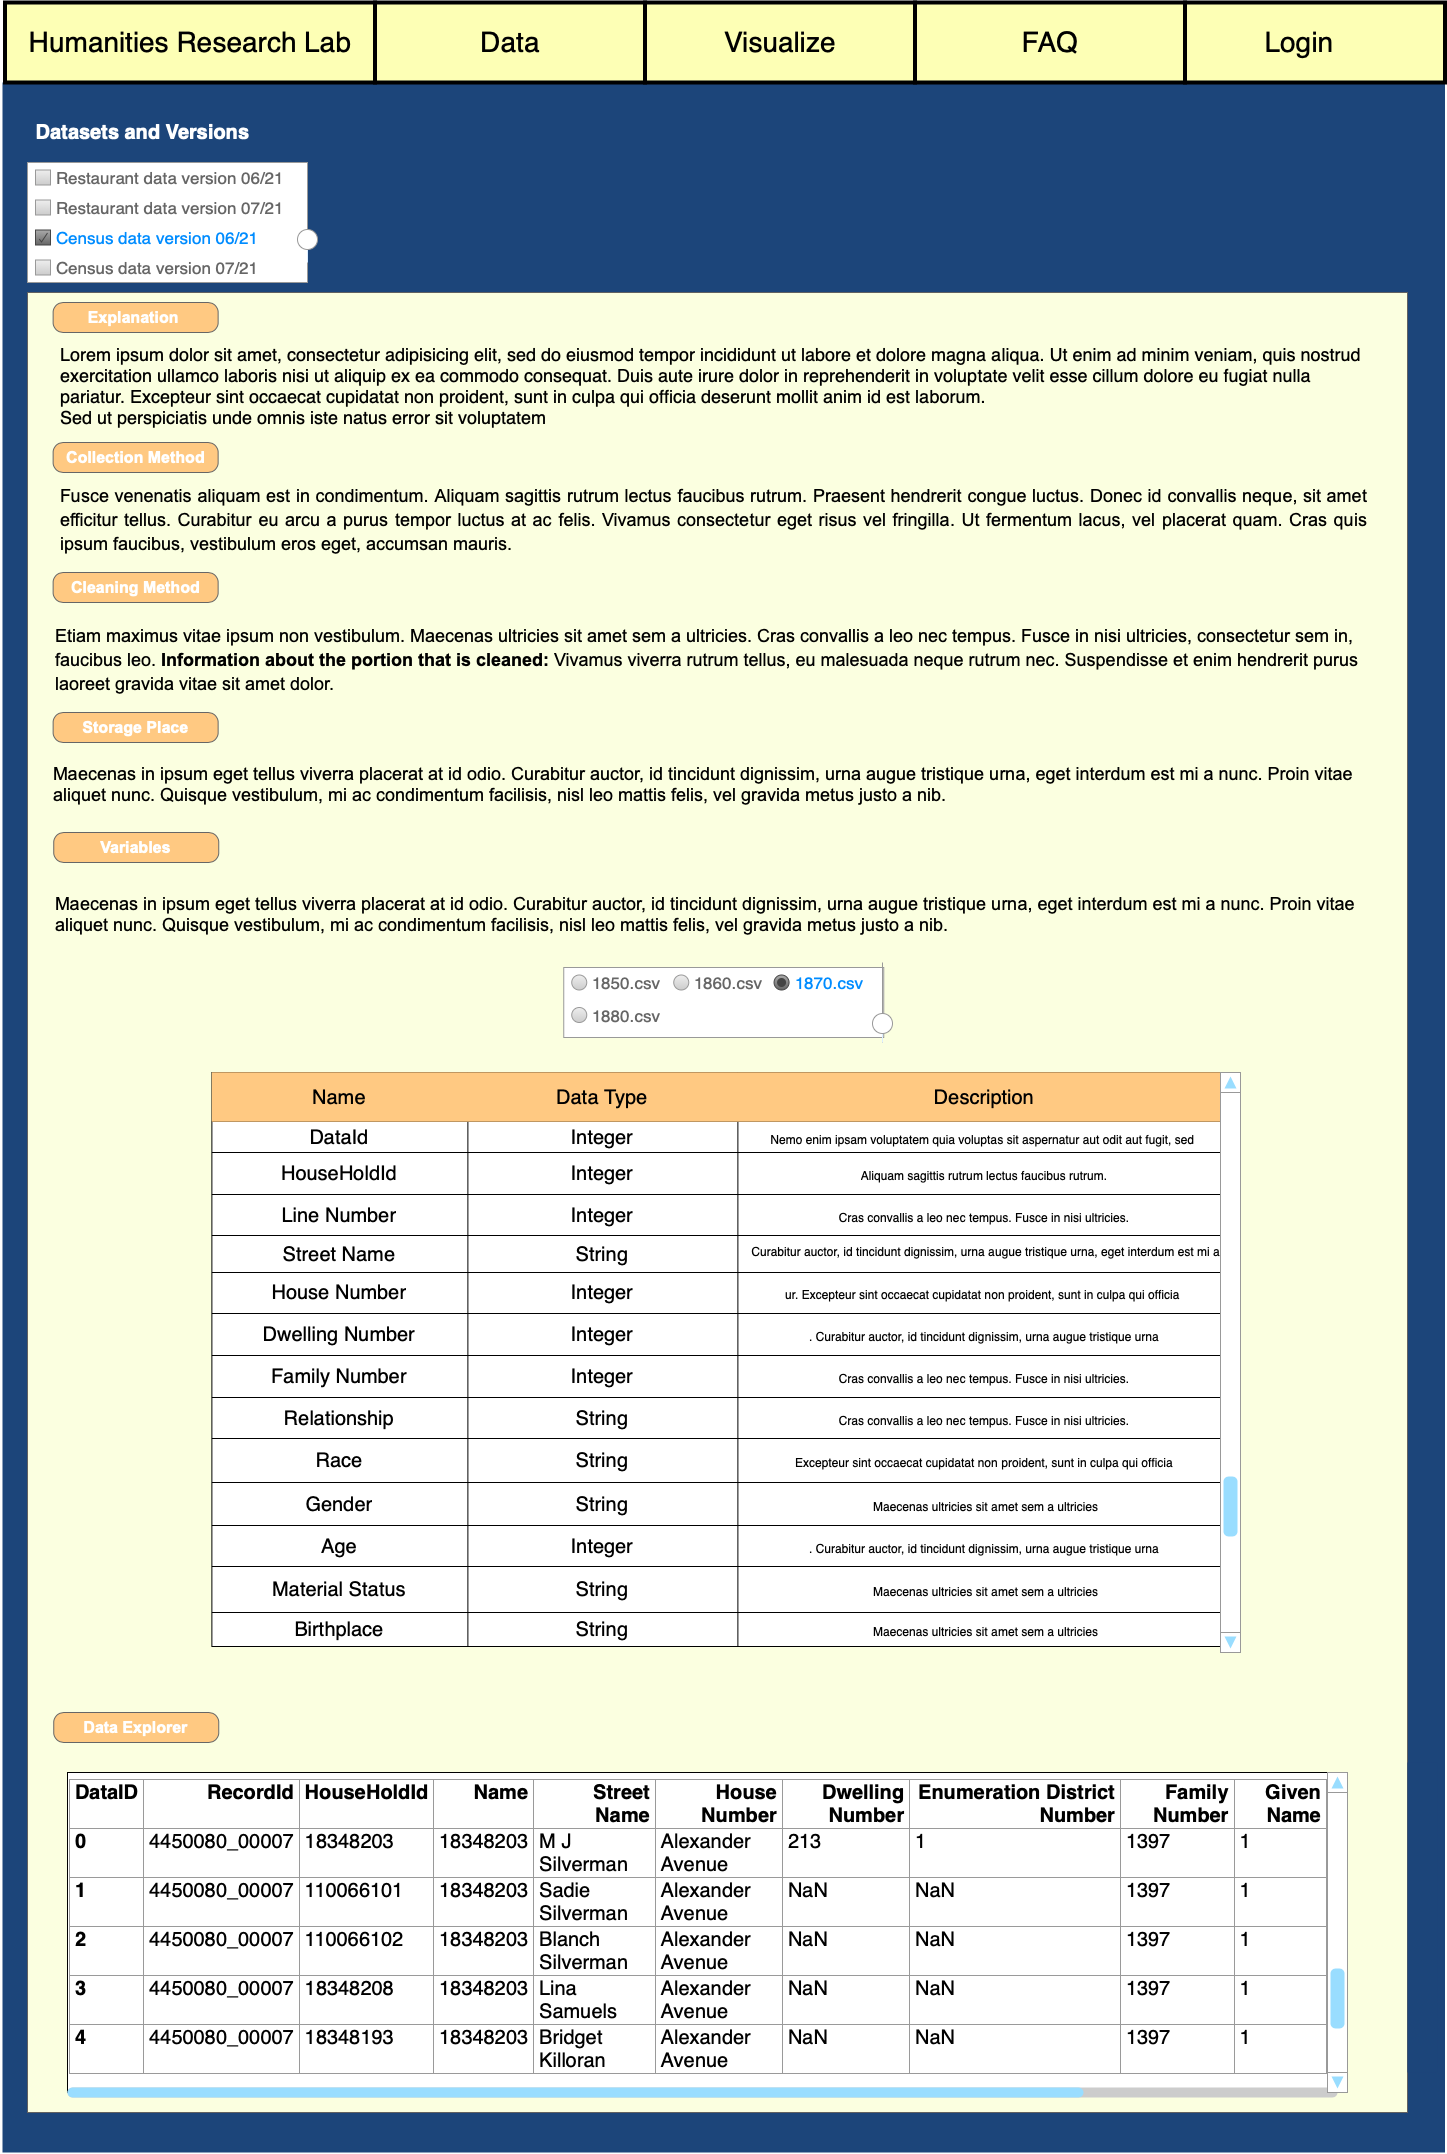 Humanities Research Lab Data Visualize FAQ Login
Datasets and Versions
Restaurant data version 06/21
Restaurant data version 07/21
Census data version 06/21
Census data version 07/21
Explanation
Lorem ipsum dolor sit amet, consectetur adipisicing elit, sed do eiusmod tempor incididunt ut labore et dolore magna aliqua. Ut enim ad minim veniam, quis nostrud
exercitation ullamco laboris nisi ut aliquip ex ea commodo consequat. Duis aute irure dolor in reprehenderit in voluptate velit esse cillum dolore eu fugiat nulla
pariatur. Excepteur sint occaecat cupidatat non proident, sunt in culpa qui officia deserunt mollit anim id est laborum.
Sed ut perspiciatis unde omnis iste natus error sit voluptatem
Collection Method
Fusce venenatis aliquam est in condimentum. Aliquam sagittis rutrum lectus faucibus rutrum. Praesent hendrerit congue luctus. Donec id convallis neque, sit amet
efficitur tellus. Curabitur eu arcu a purus tempor luctus at ac felis. Vivamus consectetur eget risus vel fringilla. Ut fermentum lacus, vel placerat quam. Cras quis
ipsum faucibus, vestibulum eros eget, accumsan mauris.
Cleaning Method
Etiam maximus vitae ipsum non vestibulum. Maecenas ultricies sit amet sem a ultricies. Cras convallis a leo nec tempus. Fusce in nisi ultricies, consectetur sem in,
faucibus leo. Information about the portion that is cleaned: Vivamus viverra rutrum tellus, eu malesuada neque rutrum nec. Suspendisse et enim hendrerit purus
laoreet gravida vitae sit amet dolor.
Storage Place
Maecenas in ipsum eget tellus viverra placerat at id odio. Curabitur auctor, id tincidunt dignissim, urna augue tristique urna, eget interdum est mi a nunc. Proin vitae
aliquet nunc. Quisque vestibulum, mi ac condimentum facilisis, nisl leo mattis felis, vel gravida metus justo a nib.
Variables
Maecenas in ipsum eget tellus viverra placerat at id odio. Curabitur auctor, id tincidunt dignissim, urna augue tristique urna, eget interdum est mi a nunc. Proin vitae
aliquet nunc. Quisque vestibulum, mi ac condimentum facilisis, nisl leo mattis felis, vel gravida metus justo a nib.
1850.csv 1860.csv 1870.csv
1880.csv
Name Data Type Description
DataId Integer Nemo enim ipsam voluptatem quia voluptas sit aspernatur aut odit aut fugit, sed
HouseHoldId Integer Aliquam sagittis rutrum lectus faucibus rutrum.
Line Number Integer Cras convallis a leo nec tempus. Fusce in nisi ultricies.
Street Name String Curabitur auctor, id tincidunt dignissim, urna augue tristique urna, eget interdum est mi a
House Number Integer ur. Excepteur sint occaecat cupidatat non proident, sunt in culpa qui officia
Dwelling Number Integer . Curabitur auctor, id tincidunt dignissim, urna augue tristique urna
Family Number Integer Cras convallis a leo nec tempus. Fusce in nisi ultricies.
Relationship String Cras convallis a leo nec tempus. Fusce in nisi ultricies.
Race String Excepteur sint occaecat cupidatat non proident, sunt in culpa qui officia
Gender String Maecenas ultricies sit amet sem a ultricies
Age Integer . Curabitur auctor, id tincidunt dignissim, urna augue tristique urna
Material Status String Maecenas ultricies sit amet sem a ultricies
Birthplace String Maecenas ultricies sit amet sem a ultricies
Data Explorer
DataID RecordId HouseHoldId Name Street House Dwelling Enumeration District Family Given
Name Number Number Number Number Name
0 4450080_00007 18348203 18348203 M J Alexander 213 1 1397 1
Silverman Avenue
1 4450080_00007 110066101 18348203 Sadie Alexander NaN NaN 1397 1
Silverman Avenue
2 4450080_00007 110066102 18348203 Blanch Alexander NaN NaN 1397 1
Silverman Avenue
3 4450080_00007 18348208 18348203 Lina Alexander NaN NaN 1397 1
Samuels Avenue
4 4450080_00007 18348193 18348203 Bridget Alexander NaN NaN 1397 1
Killoran Avenue